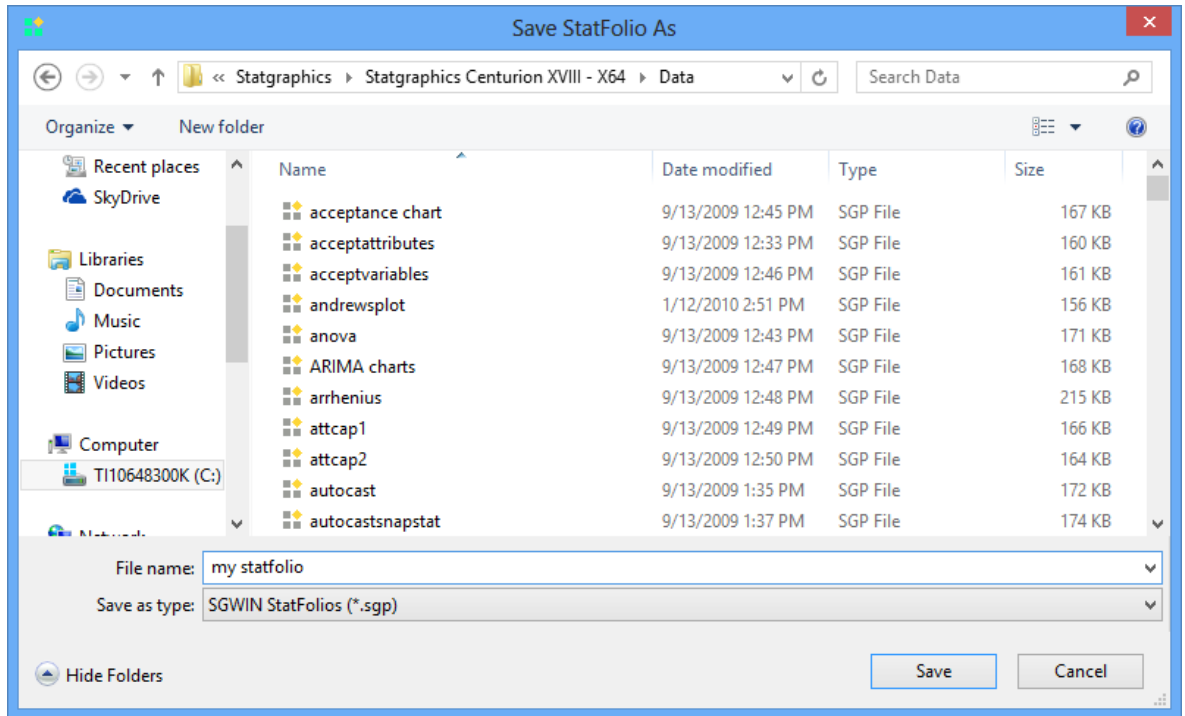 Save StatFolio As
« Statgraphics Statgraphics Centurion XVIII - X64 Data
Search Data
Organize New folder
Recent places
SkyDrive
Libraries
Documents
Music
Pictures
Videos
Computer
TI10648300K (C:)
Name Date modified Type Size
acceptance chart 9/13/2009 12:45 PM SGP File 167 KB
acceptattributes 9/13/2009 12:33 PM SGP File 160 KB
acceptvariables 9/13/2009 12:46 PM SGP File 161 KB
andrewsplot 1/12/2010 2:51 PM SGP File 156 KB
anova 9/13/2009 12:43 PM SGP File 171 KB
ARIMA charts 9/13/2009 12:47 PM SGP File 168 KB
arrhenius 9/13/2009 12:48 PM SGP File 215 KB
attcap1 9/13/2009 12:49 PM SGP File 166 KB
attcap2 9/13/2009 12:50 PM SGP File 164 KB
autocast 9/13/2009 1:35 PM SGP File 172 KB
autocastsnapstat 9/13/2009 1:37 PM SGP File 174 KB
File name: my statfolio
Save as type: SGWIN StatFolios (*.sgp)
Hide Folders
Save Cancel